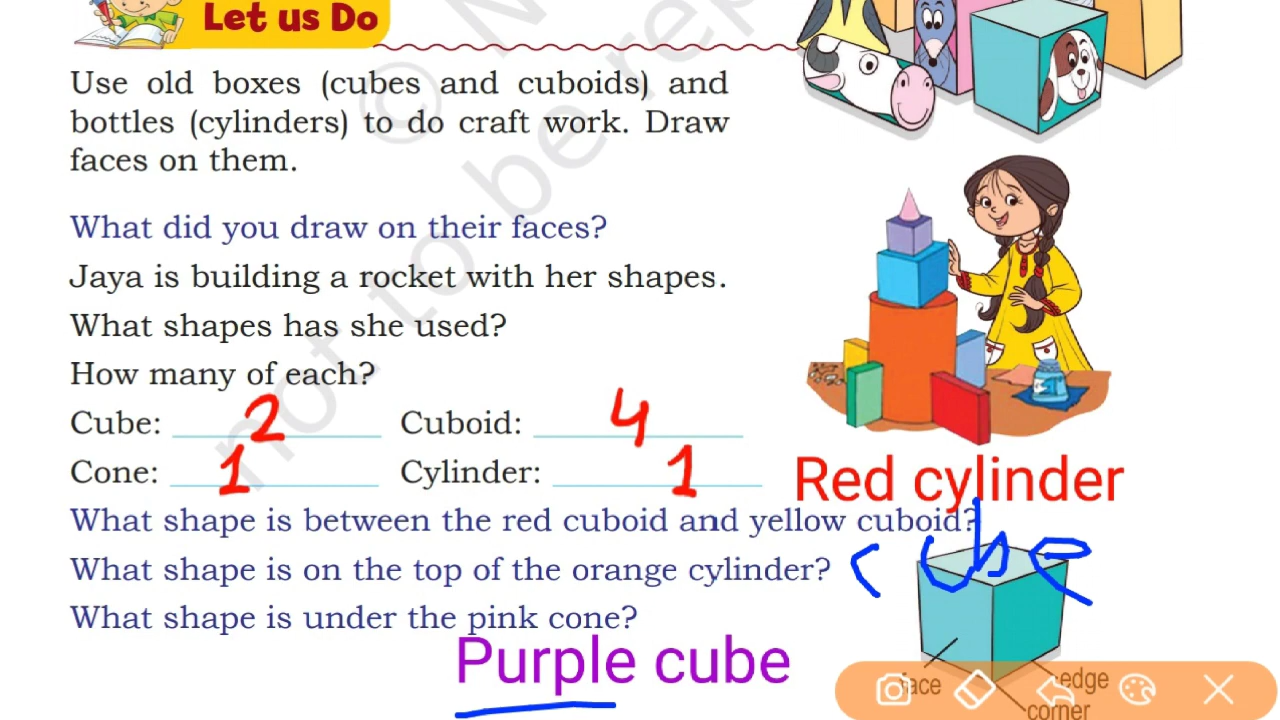 Let us Do
Use old boxes (cubes and cuboids) and
bottles (cylinders) to do craft work. Draw
faces on them.
What did you draw on their faces?
Jaya is building a rocket with her shapes.
What shapes has she used?
How many of each?
Cube: 2 Cuboid: 4
Cone: 1 Cylinder: 1
Red cylinder
What shape is between the red cuboid and yellow cuboid?
What shape is on the top of the orange cylinder? cube
What shape is under the pink cone?
Purple cube
face
edge
corner
not to be